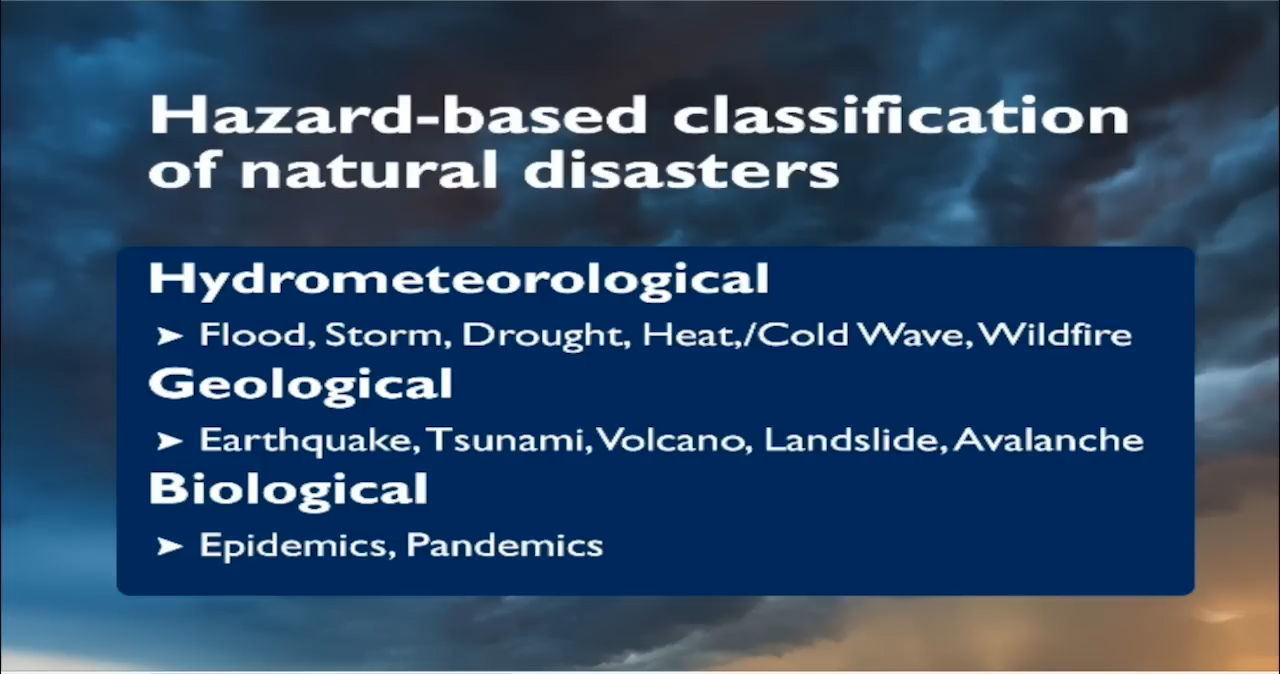 Hazard-based classification
of natural disasters
Hydrometeorological
➤ Flood, Storm, Drought, Heat,/Cold Wave, Wildfire
Geological
➤ Earthquake, Tsunami, Volcano, Landslide, Avalanche
Biological
➤ Epidemics, Pandemics